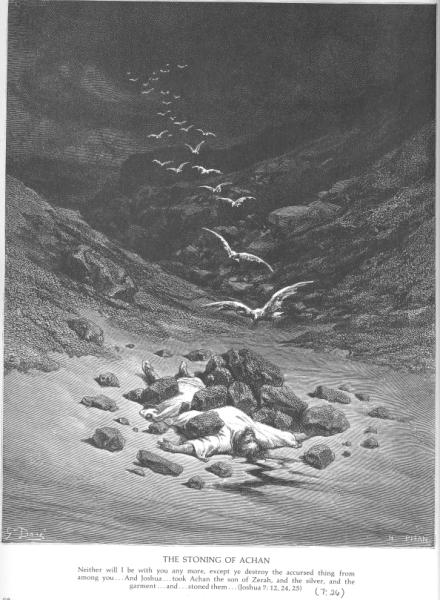 G. Doré
H. PISAN
THE STONING OF ACHAN
Neither will I be with you any more, except ye destroy the accursed thing from
among you...And Joshua...took Achan the son of Zerah, and the silver, and the
garment...and...stoned them...(Joshua 7: 12, 24, 25)
(7:26)